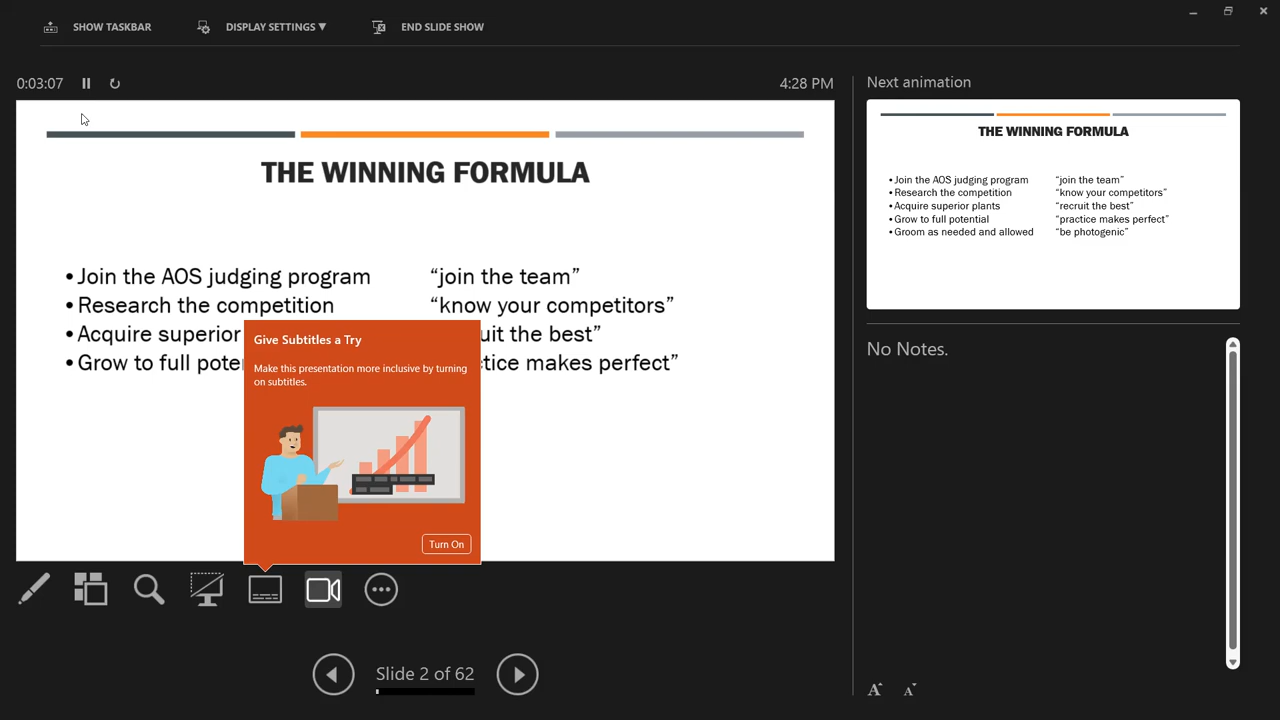 SHOW TASKBAR
DISPLAY SETTINGS ▼
END SLIDE SHOW
0:03:07
4:28 PM
THE WINNING FORMULA
• Join the AOS judging program “join the team”
• Research the competition “know your competitors”
• Acquire superior uit the best”
• Grow to full poter tice makes perfect”
Give Subtitles a Try
Make this presentation more inclusive by turning
on subtitles.
Turn On
Slide 2 of 62
Next animation
THE WINNING FORMULA
• Join the AOS judging program “join the team”
• Research the competition “know your competitors”
• Acquire superior plants “recruit the best”
• Grow to full potential “practice makes perfect”
• Groom as needed and allowed “be photogenic”
No Notes.
A A